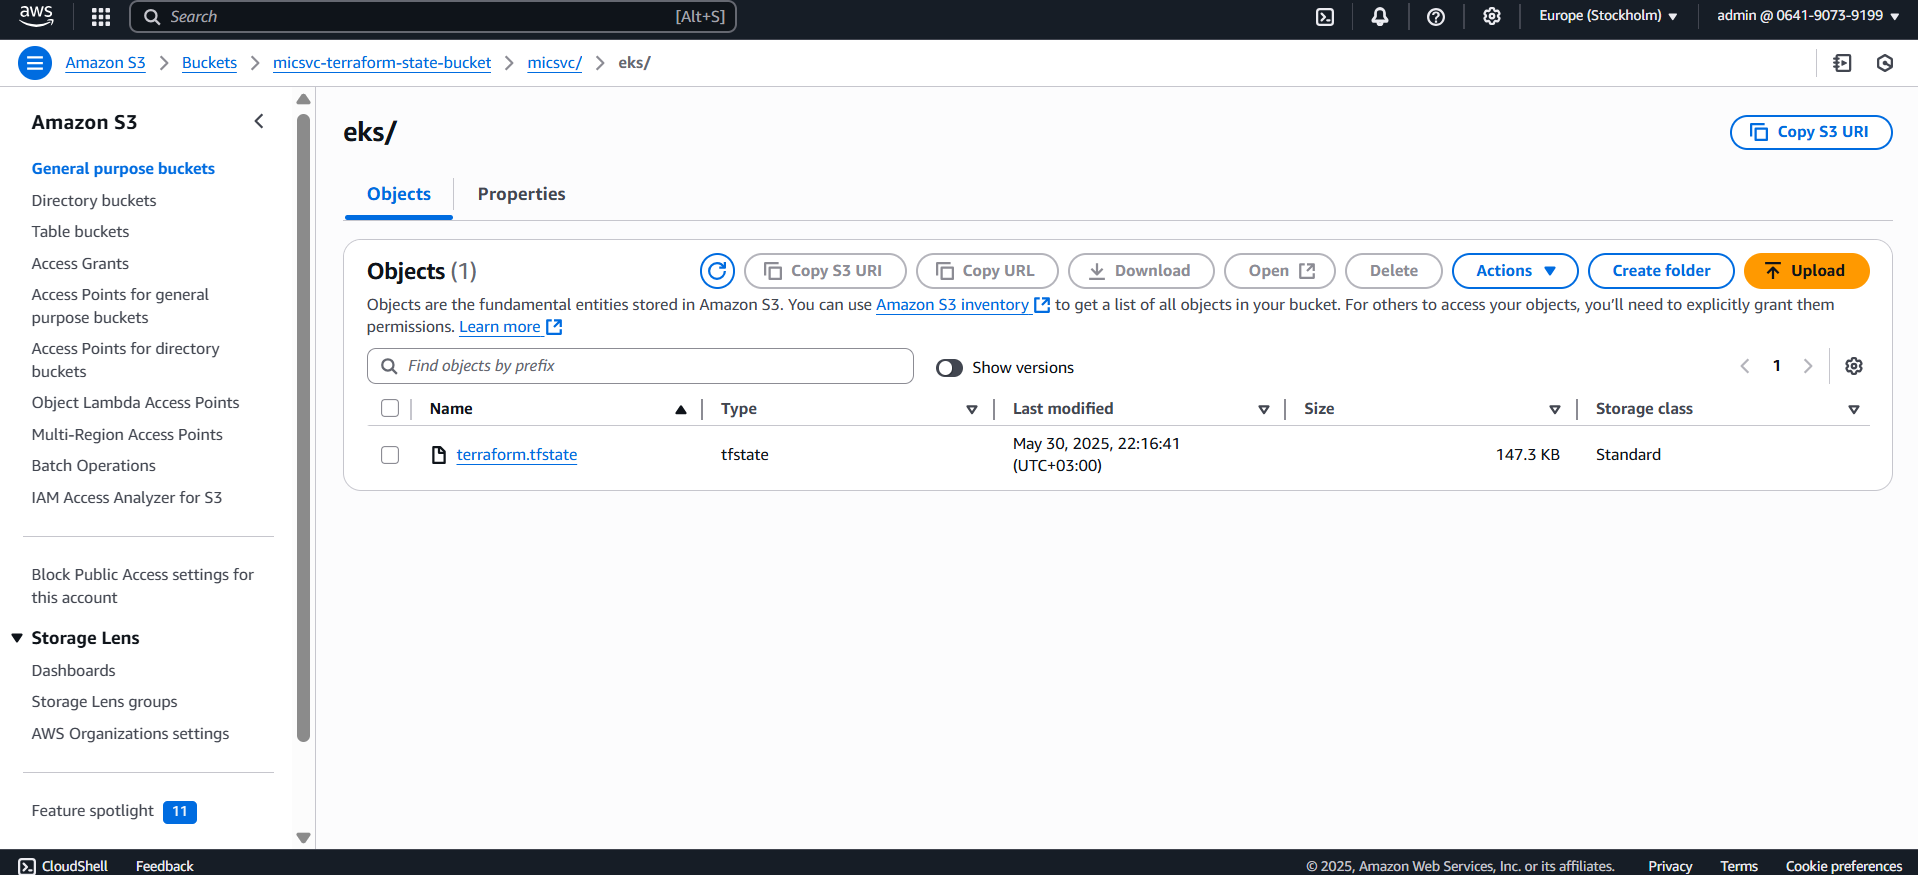 aws
Search
[Alt+S]
Europe (Stockholm)
admin @ 0641-9073-9199
Amazon S3
Buckets
micsvc-terraform-state-bucket
micsvc/
eks/
Amazon S3
General purpose buckets
Directory buckets
Table buckets
Access Grants
Access Points for general
purpose buckets
Access Points for directory
buckets
Object Lambda Access Points
Multi-Region Access Points
Batch Operations
IAM Access Analyzer for S3
Block Public Access settings for
this account
Storage Lens
Dashboards
Storage Lens groups
AWS Organizations settings
Feature spotlight 11
eks/
Copy S3 URI
Objects
Properties
Objects (1)
Copy S3 URI
Copy URL
Download
Open
Delete
Actions
Create folder
Upload
Objects are the fundamental entities stored in Amazon S3. You can use Amazon S3 inventory to get a list of all objects in your bucket. For others to access your objects, you’ll need to explicitly grant them
permissions. Learn more
Find objects by prefix
Show versions
1
Name
Type
Last modified
Size
Storage class
terraform.tfstate
tfstate
May 30, 2025, 22:16:41
(UTC+03:00)
147.3 KB
Standard
CloudShell
Feedback
© 2025, Amazon Web Services, Inc. or its affiliates.
Privacy
Terms
Cookie preferences